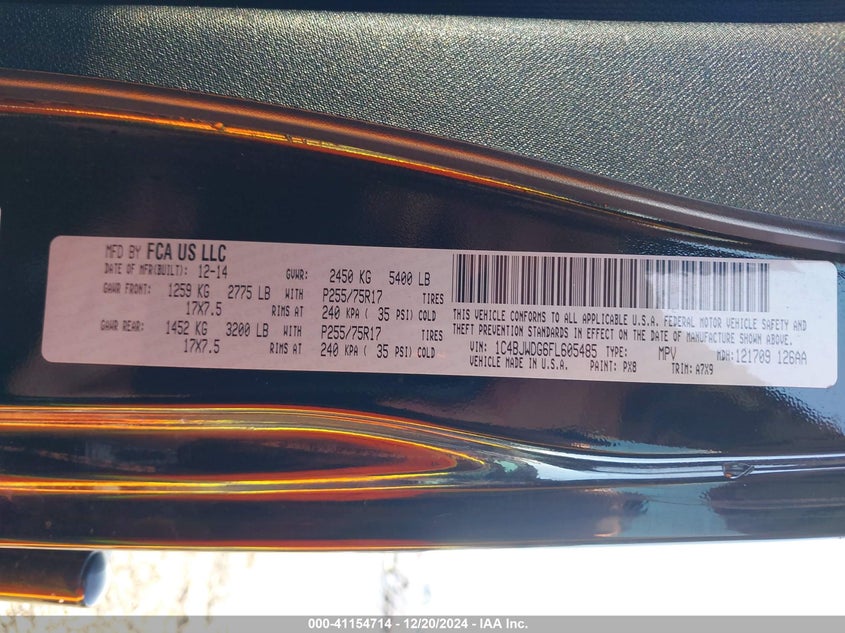 MFD BY FCA US LLC
DATE OF MFR(BUILT): 12-14 GVWR: 2450 KG 5400 LB
GAWR FRONT: 1259 KG 2775 LB WITH P255/75R17 TIRES
17X7.5 RIMS AT 240 KPA ( 35 PSI) COLD
GAWR REAR: 1452 KG 3200 LB WITH P255/75R17 TIRES
17X7.5 RIMS AT 240 KPA ( 35 PSI) COLD
THIS VEHICLE CONFORMS TO ALL APPLICABLE U.S.A. FEDERAL MOTOR VEHICLE SAFETY AND
THEFT PREVENTION STANDARDS IN EFFECT ON THE DATE OF MANUFACTURE SHOWN ABOVE.
VIN: 1C4BJWDG6FL605485 TYPE: MPV MDH: 121709 126AA
VEHICLE MADE IN U.S.A. PAINT: PX8 TRIM: A7X9
000-41154714 - 12/20/2024 - IAA Inc.